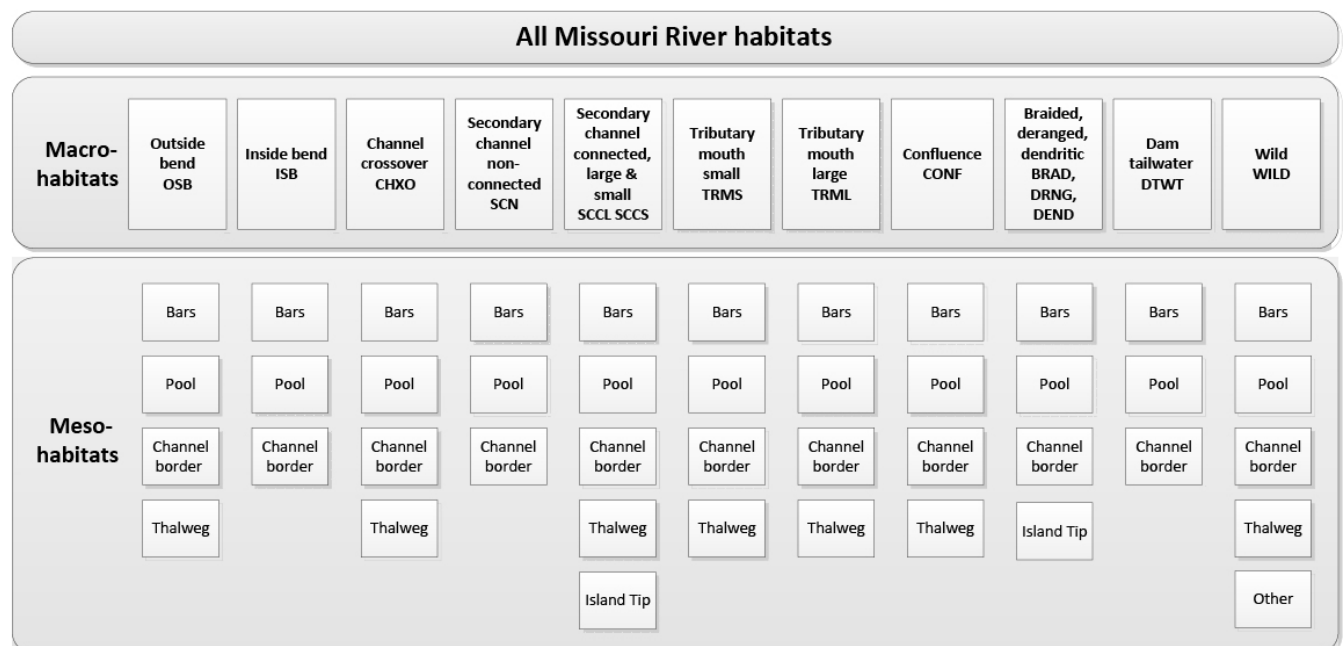 All Missouri River habitats
Macro-
habitats
Outside
bend
OSB
Inside bend
ISB
Channel
crossover
CHXO
Secondary
channel
non-
connected
SCN
Secondary
channel
connected,
large &
small
SCCL SCCS
Tributary
mouth
small
TRMS
Tributary
mouth
large
TRML
Confluence
CONF
Braided,
deranged,
dendritic
BRAD,
DRNG,
DEND
Dam
tailwater
DTWT
Wild
WILD
Meso-
habitats
Bars
Bars
Bars
Bars
Bars
Bars
Bars
Bars
Bars
Bars
Bars
Pool
Pool
Pool
Pool
Pool
Pool
Pool
Pool
Pool
Pool
Pool
Channel
border
Channel
border
Channel
border
Channel
border
Channel
border
Channel
border
Channel
border
Channel
border
Channel
border
Channel
border
Channel
border
Thalweg
Thalweg
Thalweg
Thalweg
Thalweg
Thalweg
Island Tip
Thalweg
Island Tip
Other